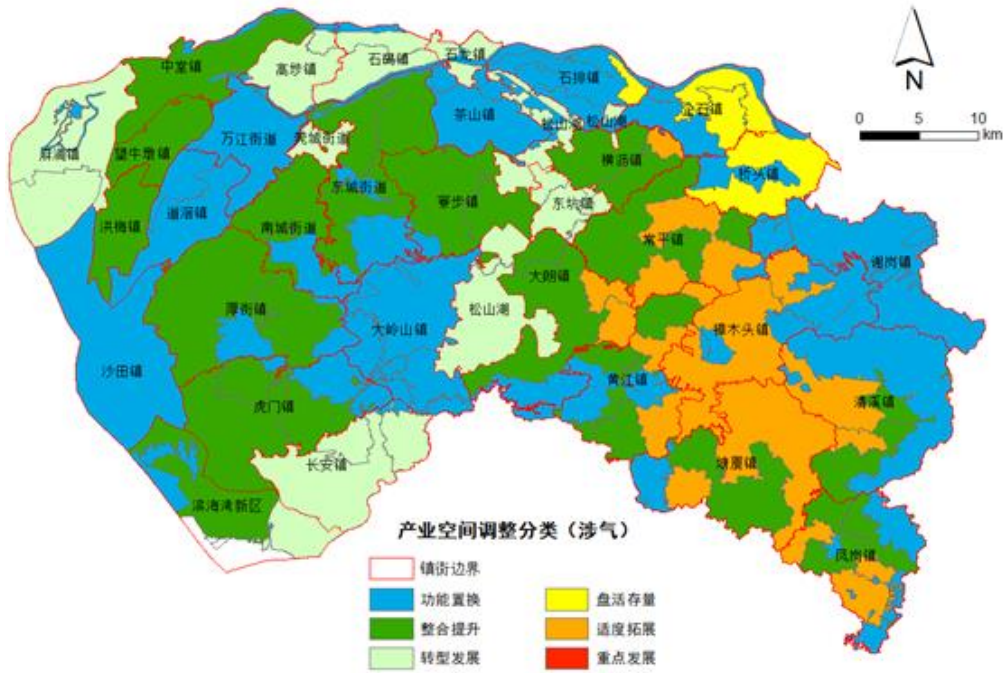 石龙镇
石碣镇
高埗镇
中堂镇
石排镇
企石镇
茶山镇
松山湖
松山湖
万江街道
莞城街道
麻涌镇
望牛墩镇
横沥镇
桥头镇
东城街道
寮步镇
东坑镇
道滘镇
洪梅镇
南城街道
常平镇
谢岗镇
大朗镇
厚街镇
松山湖
大岭山镇
樟木头镇
沙田镇
黄江镇
虎门镇
清溪镇
长安镇
塘厦镇
滨海湾新区
凤岗镇
N
0 5 10
km
产业空间调整分类（涉气）
镇街边界
功能置换
盘活存量
整合提升
适度拓展
转型发展
重点发展